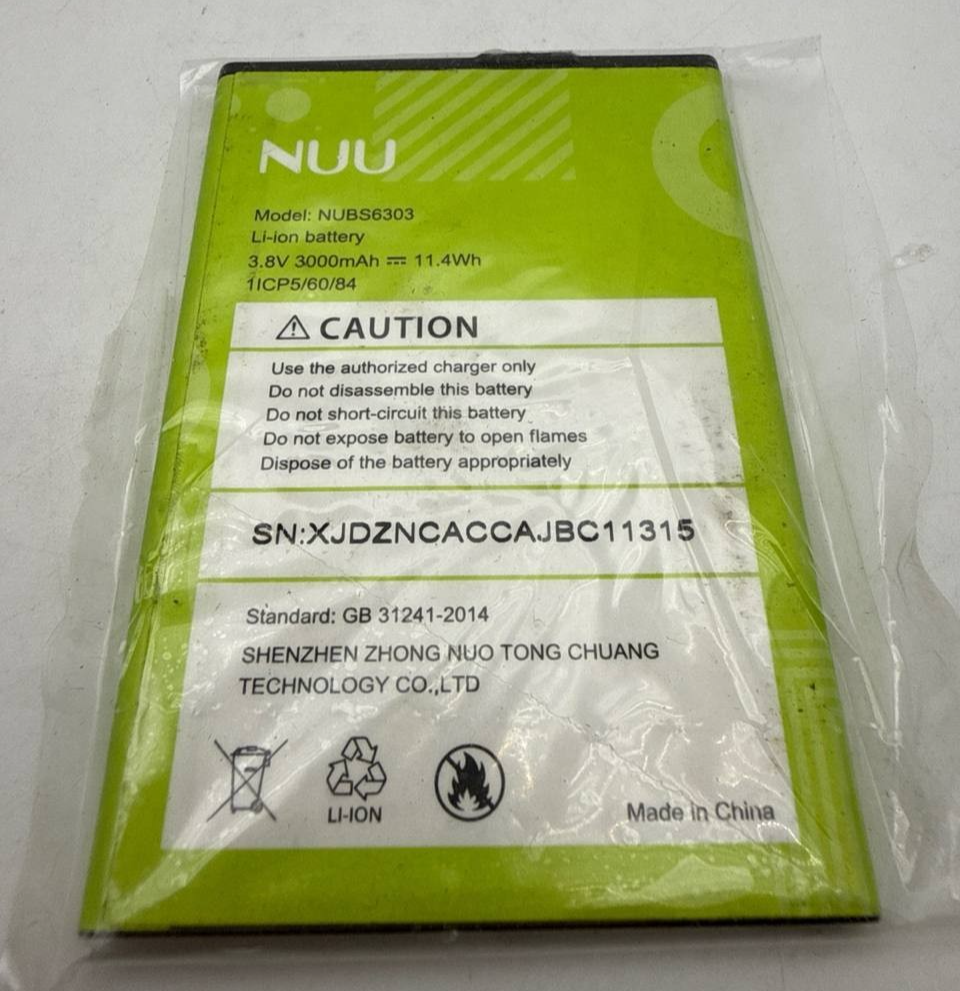 NUU
Model: NUBS6303
Li-ion battery
3.8V 3000mAh ⎓ 11.4Wh
1ICP5/60/84
⚠ CAUTION
Use the authorized charger only
Do not disassemble this battery
Do not short-circuit this battery
Do not expose battery to open flames
Dispose of the battery appropriately
SN:XJDZNCACCAJBC11315
Standard: GB 31241-2014
SHENZHEN ZHONG NUO TONG CHUANG
TECHNOLOGY CO.,LTD
LI-ION
Made in China